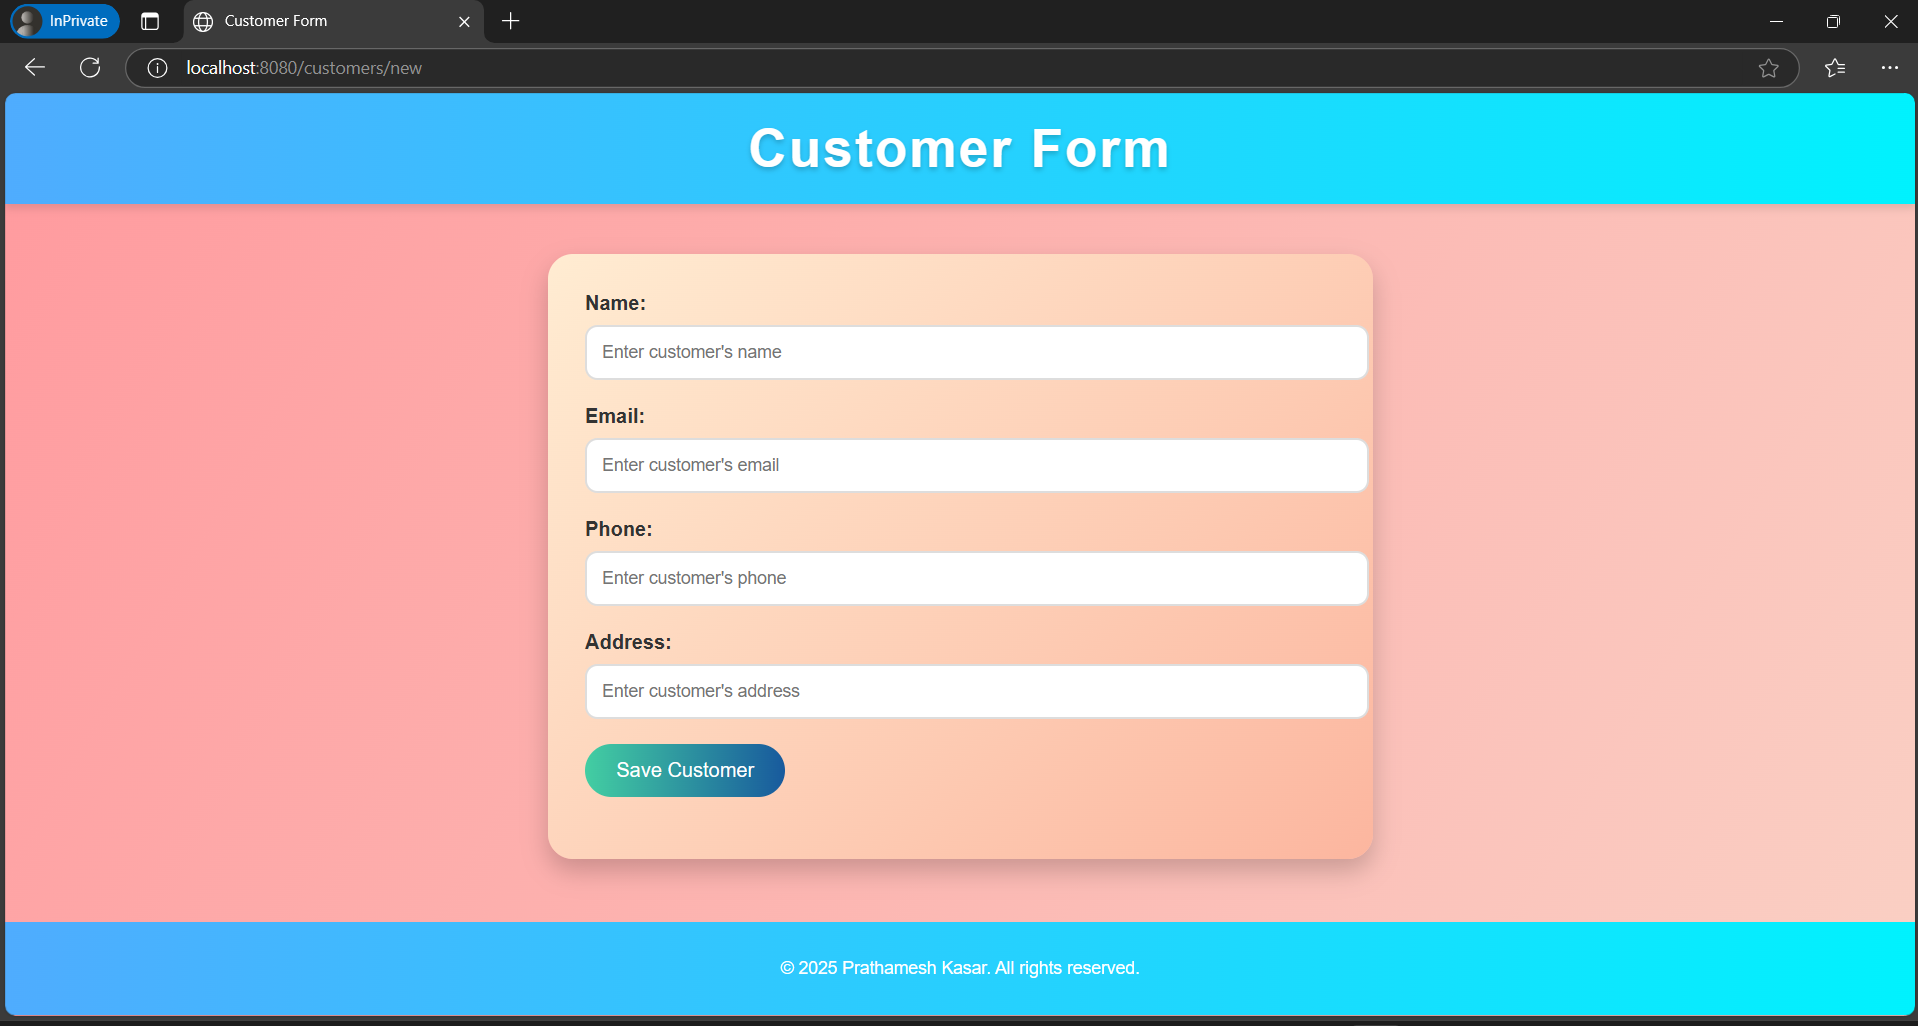 InPrivate
Customer Form
localhost:8080/customers/new
Customer Form
Name:
Enter customer's name
Email:
Enter customer's email
Phone:
Enter customer's phone
Address:
Enter customer's address
Save Customer
© 2025 Prathamesh Kasar. All rights reserved.